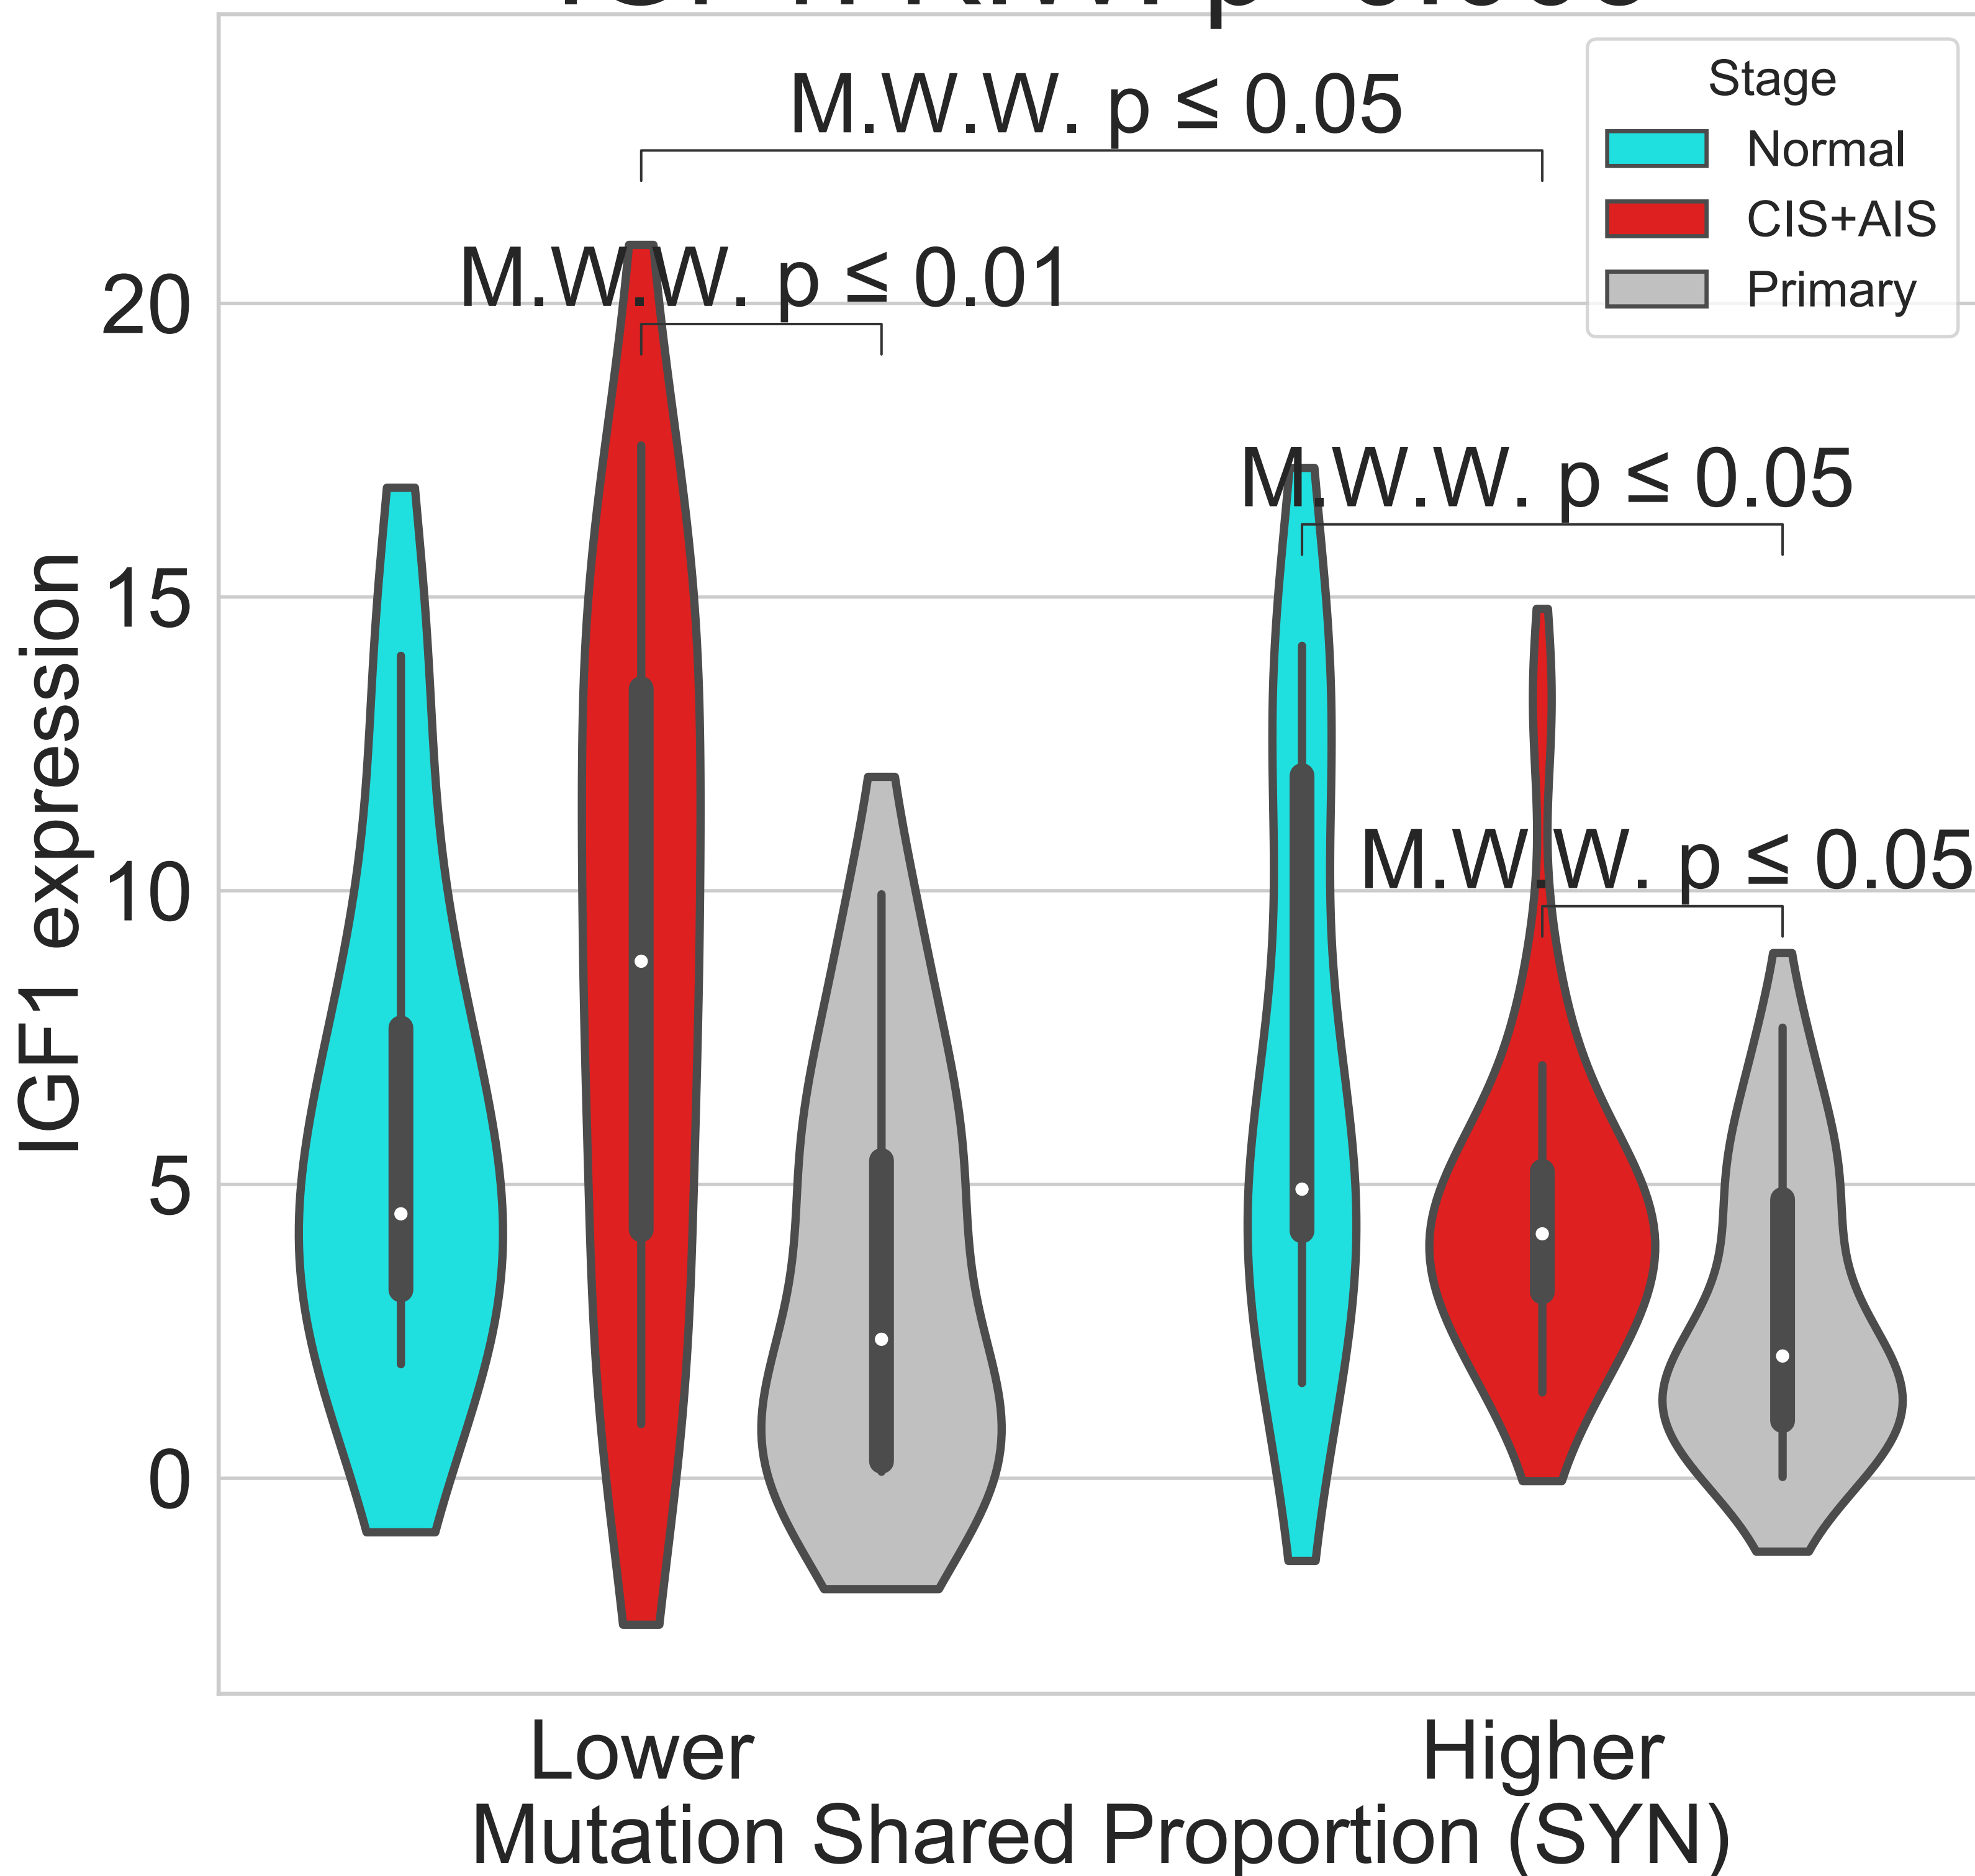 M.W.W. p ≤ 0.05
Stage
Normal
CIS+AIS
Primary
M.W.W. p ≤ 0.01
20
M.W.W. p ≤ 0.05
15
M.W.W. p ≤ 0.05
10
5
0
IGF1 expression
Lower
Higher
Mutation Shared Proportion (SYN)